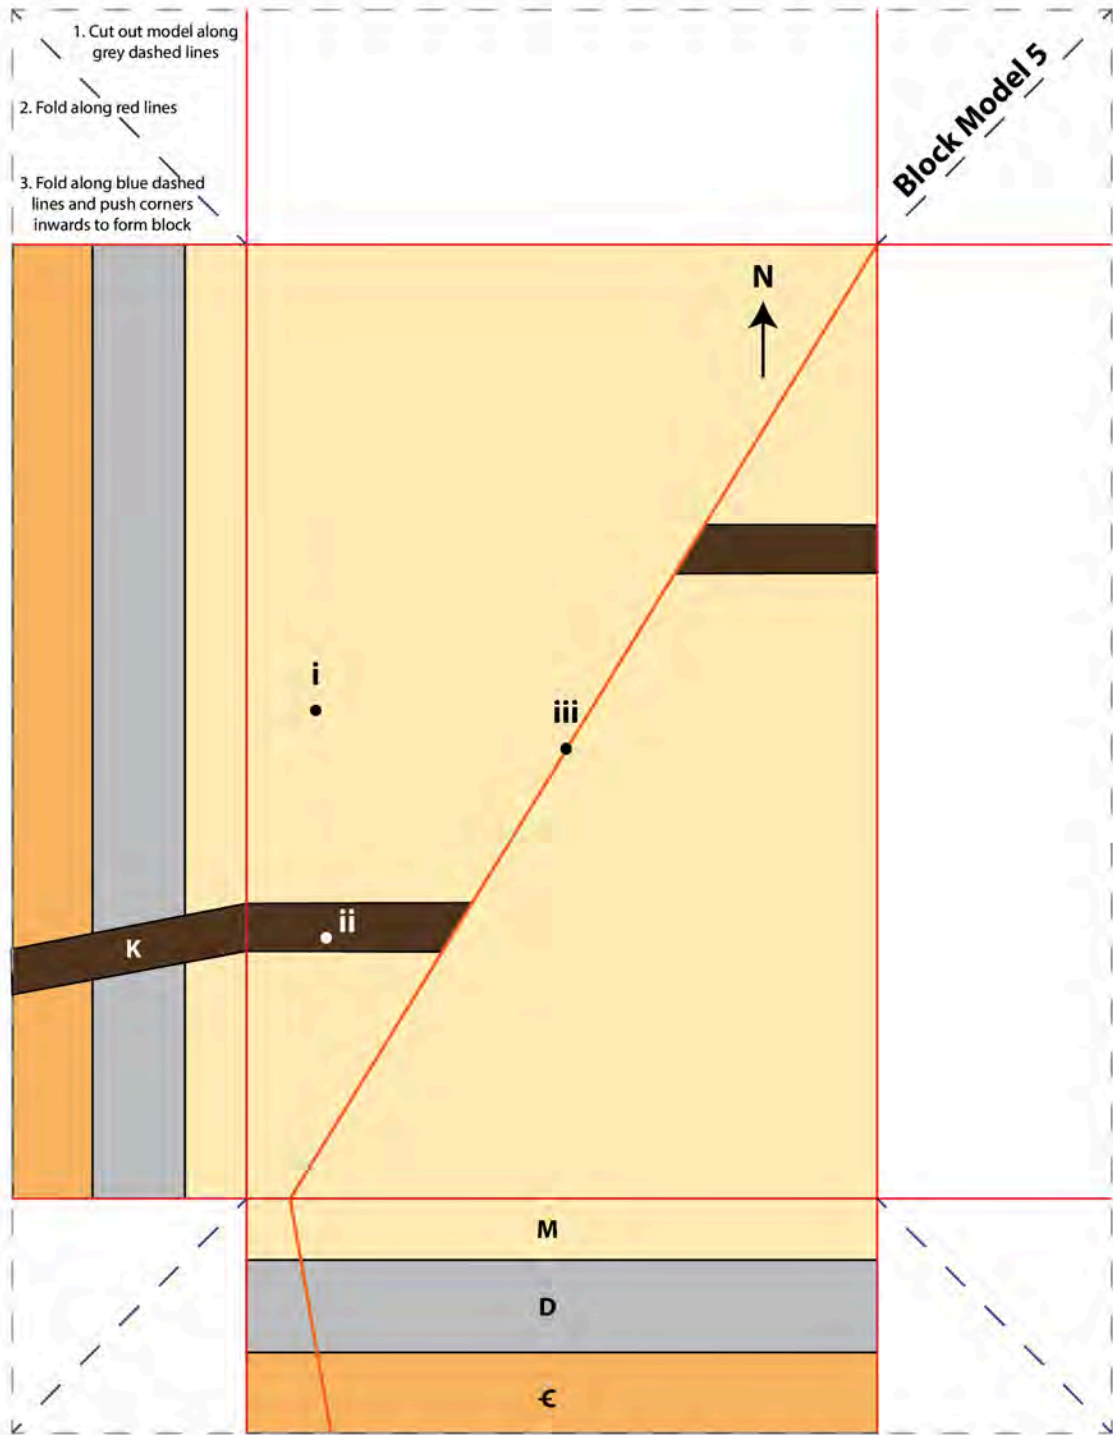 1. Cut out model along
grey dashed lines
2. Fold along red lines
3. Fold along blue dashed
lines and push corners
inwards to form block
Block Model 5
N
i
iii
ii
K
M
D
Є